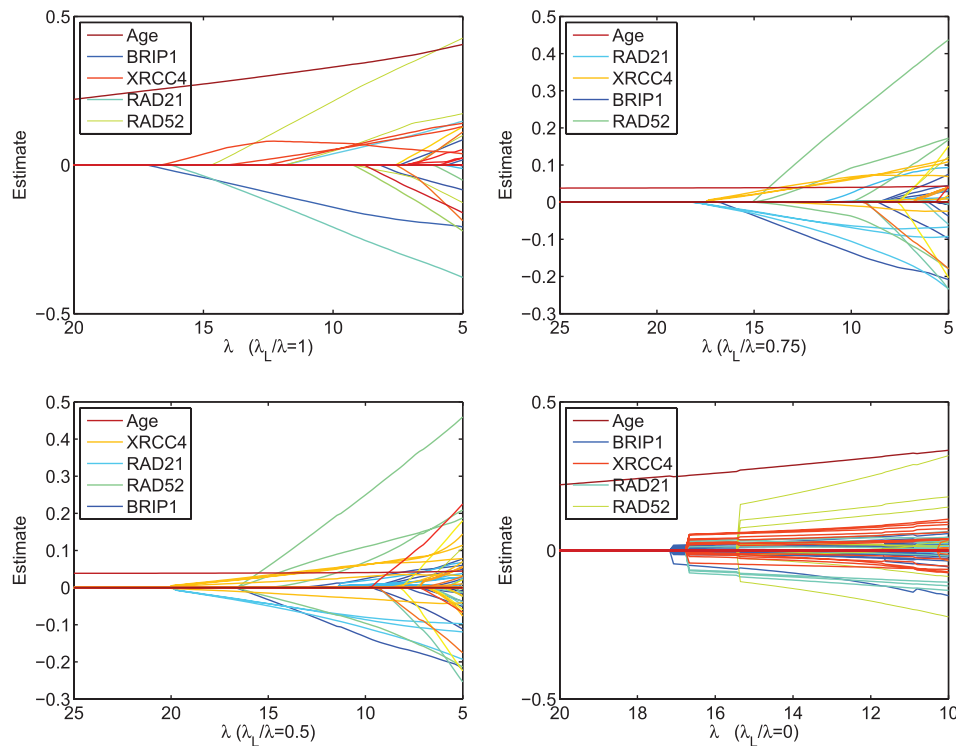 0.5
0
−0.5
Estimate
Age
BRIP1
XRCC4
RAD21
RAD52
20
15
10
5
λ (λ_L/λ=1)
0.5
0.4
0.3
0.2
0.1
0
−0.1
−0.2
−0.3
Estimate
Age
RAD21
XRCC4
BRIP1
RAD52
25
20
15
10
5
λ (λ_L/λ=0.75)
0.5
0.4
0.3
0.2
0.1
0
−0.1
−0.2
−0.3
Estimate
Age
XRCC4
RAD21
RAD52
BRIP1
25
20
15
10
5
λ (λ_L/λ=0.5)
0.5
0
−0.5
Estimate
Age
BRIP1
XRCC4
RAD21
RAD52
20
18
16
14
12
10
λ (λ_L/λ=0)